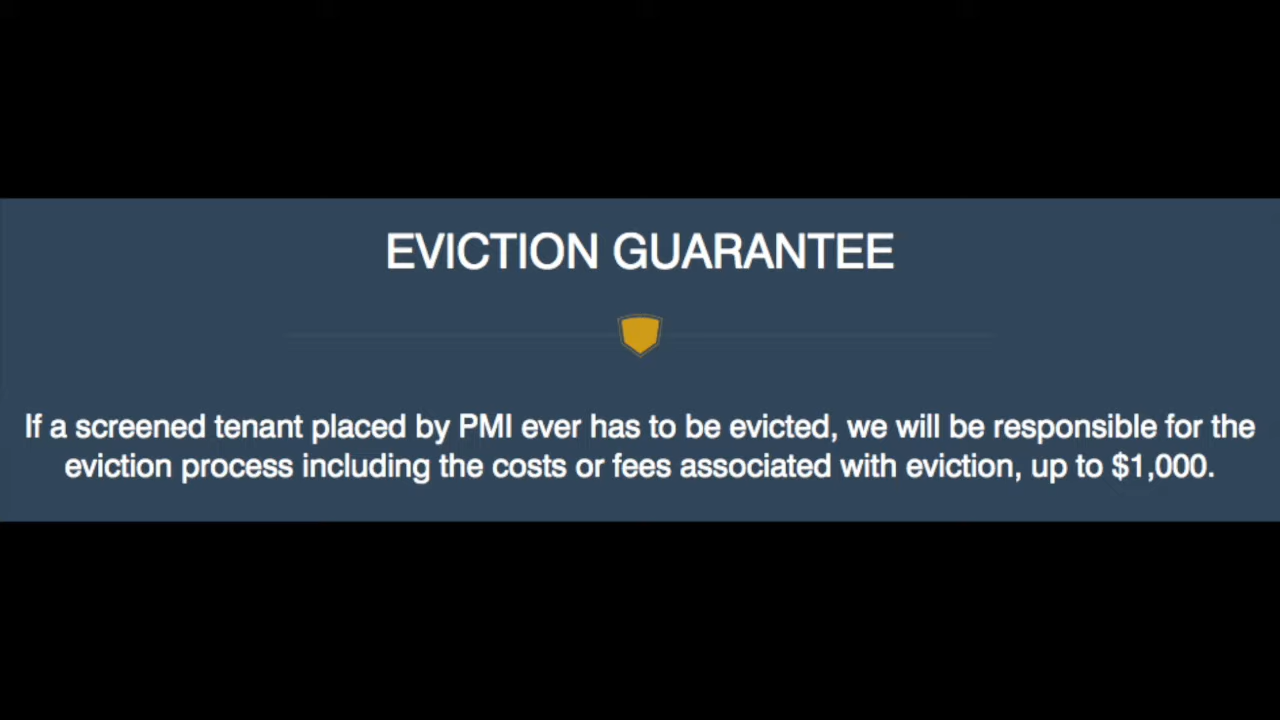 EVICTION GUARANTEE
If a screened tenant placed by PMI ever has to be evicted, we will be responsible for the
eviction process including the costs or fees associated with eviction, up to $1,000.